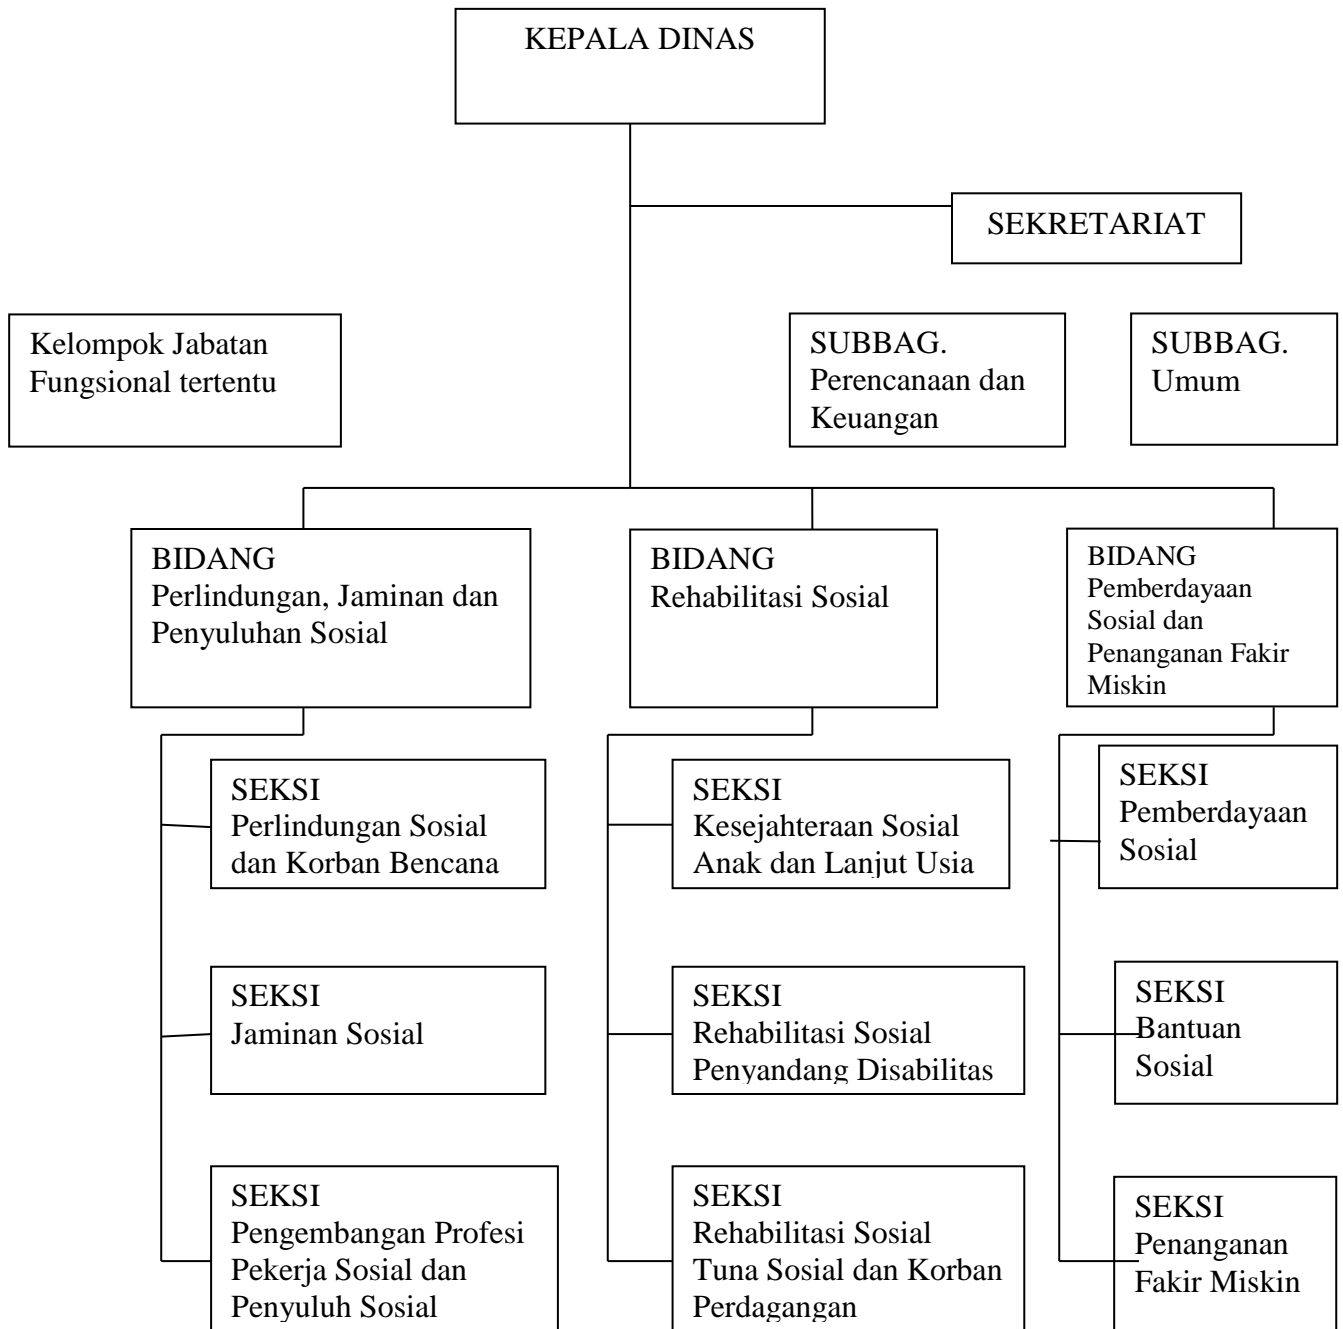 KEPALA DINAS
SEKRETARIAT
Kelompok Jabatan
Fungsional tertentu
SUBBAG.
Perencanaan dan
Keuangan
SUBBAG.
Umum
BIDANG
Perlindungan, Jaminan dan
Penyuluhan Sosial
BIDANG
Rehabilitasi Sosial
BIDANG
Pemberdayaan
Sosial dan
Penanganan Fakir
Miskin
SEKSI
Perlindungan Sosial
dan Korban Bencana
SEKSI
Kesejahteraan Sosial
Anak dan Lanjut Usia
SEKSI
Pemberdayaan
Sosial
SEKSI
Jaminan Sosial
SEKSI
Rehabilitasi Sosial
Penyandang Disabilitas
SEKSI
Bantuan
Sosial
SEKSI
Pengembangan Profesi
Pekerja Sosial dan
Penyuluh Sosial
SEKSI
Rehabilitasi Sosial
Tuna Sosial dan Korban
Perdagangan
SEKSI
Penanganan
Fakir Miskin